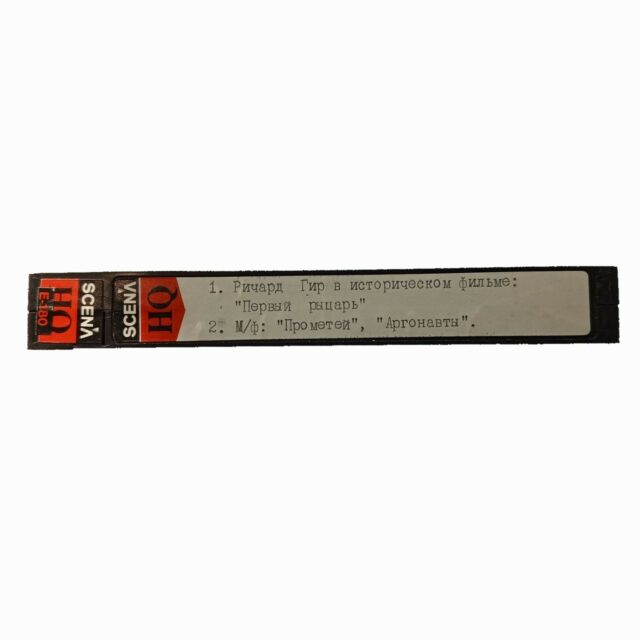 SCENA
HQ
E-180
SCENA
HQ
1. Ричард Гир в историческом фильме:
"Первый рыцарь"
2. М/ф: "Прометей", "Аргонавты".